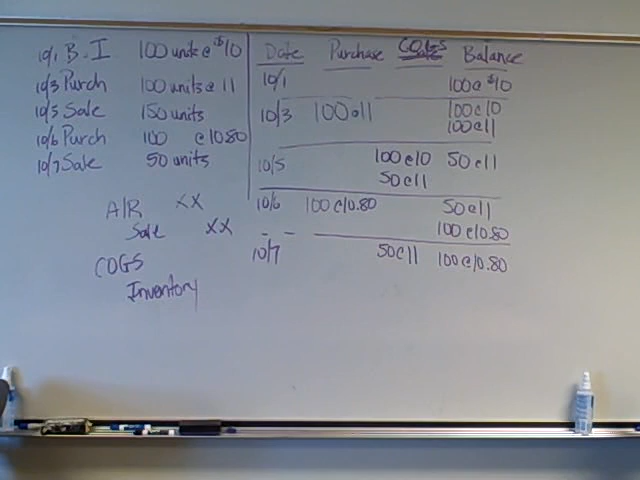 10/1 B.I 100 units @ $10
10/3 Purch 100 units @ 11
10/5 Sale 150 units
10/6 Purch 100 @ 10.80
10/7 Sale 50 units
A/R XX
Sale XX
COGS
Inventory
Date Purchase COGS Balance
10/1 100 @ $10
10/3 100 @ 11 100 @ 10
100 @ 11
10/5 100 @ 10 50 @ 11
50 @ 11
10/6 100 @ 10.80 50 @ 11
100 @ 10.80
10/7 50 @ 11 100 @ 10.80